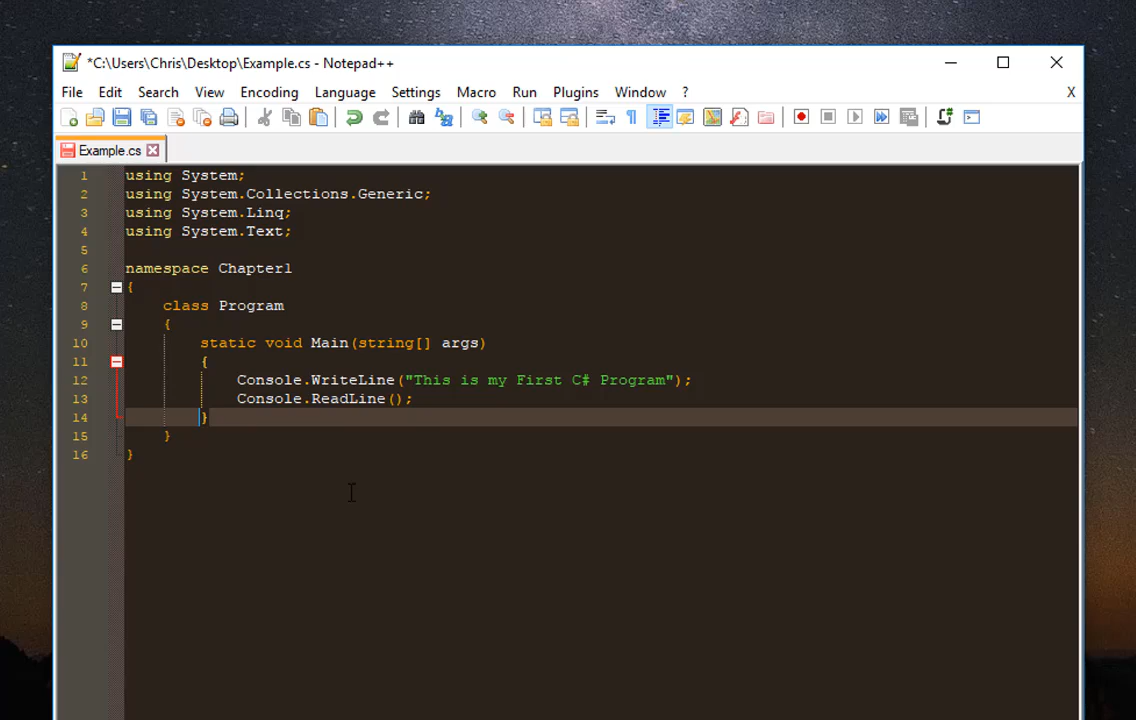 *C:\Users\Chris\Desktop\Example.cs - Notepad++
File Edit Search View Encoding Language Settings Macro Run Plugins Window ? X
Example.cs
1 using System;
2 using System.Collections.Generic;
3 using System.Linq;
4 using System.Text;
5
6 namespace Chapter1
7 {
8 class Program
9 {
10 static void Main(string[] args)
11 {
12 Console.WriteLine("This is my First C# Program");
13 Console.ReadLine();
14 }
15 }
16 }